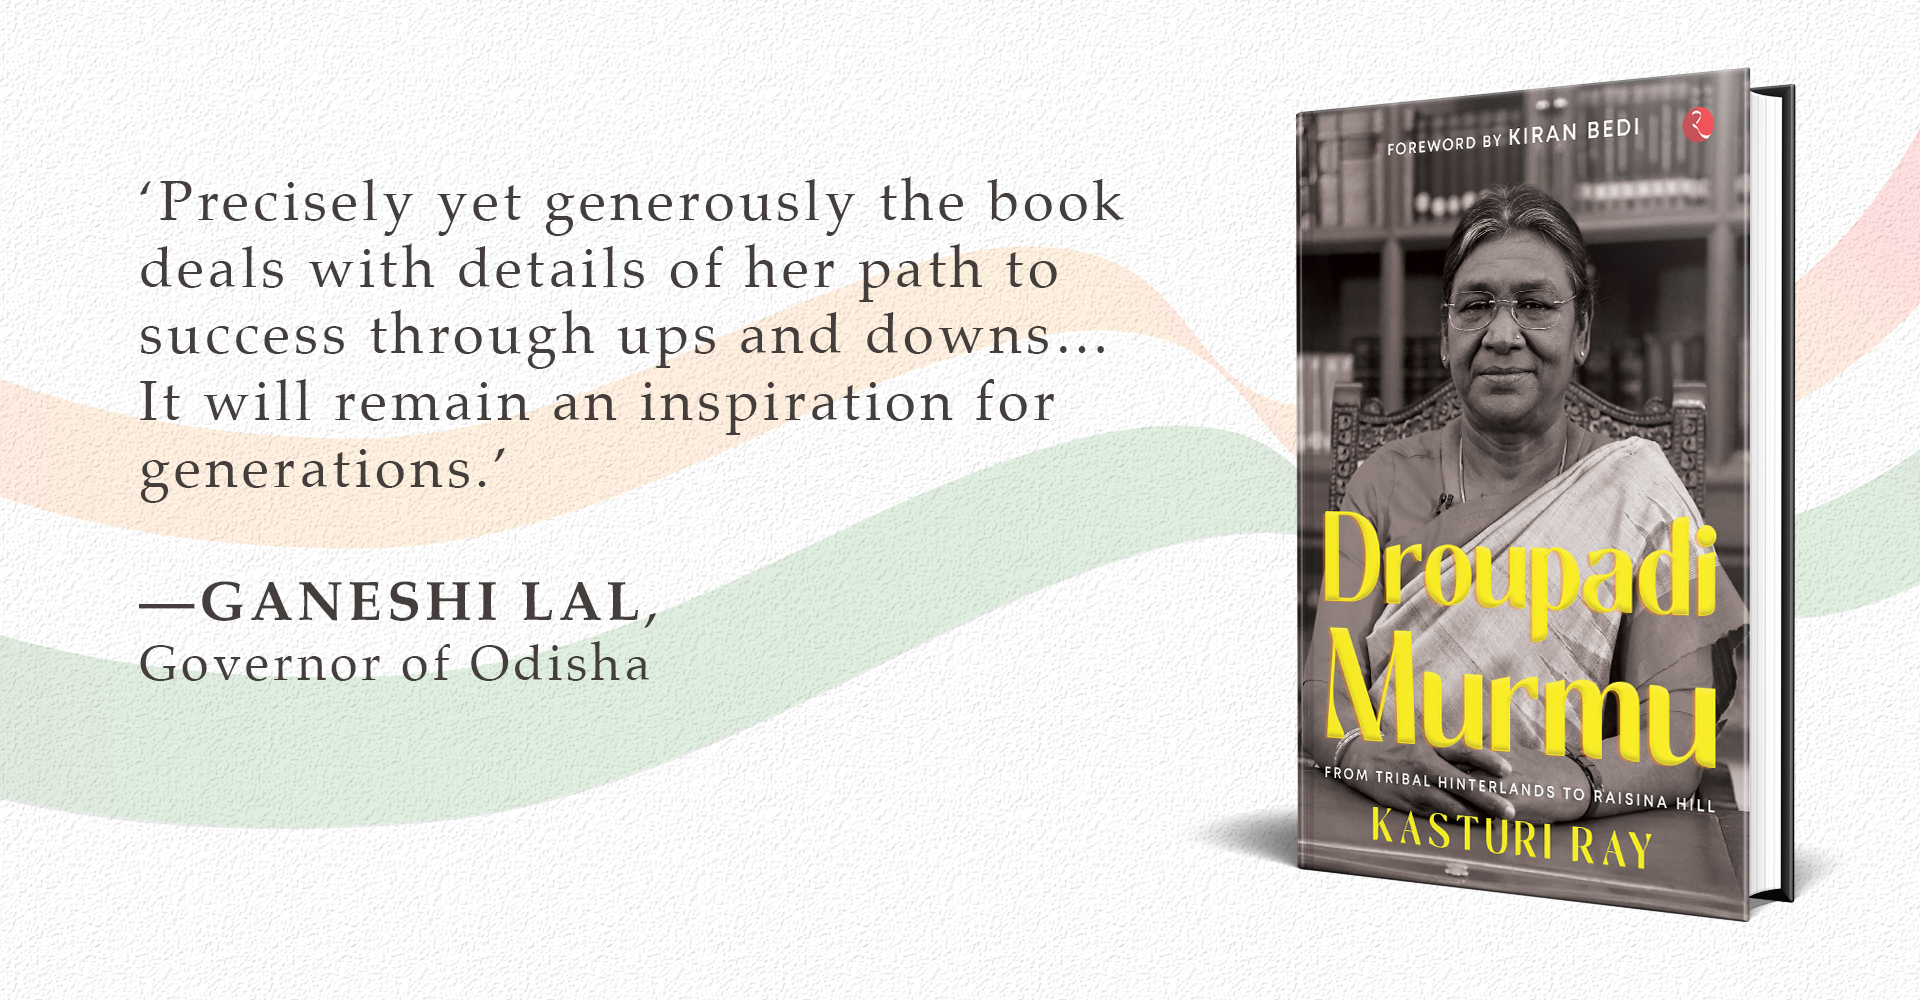 ‘Precisely yet generously the book
deals with details of her path to
success through ups and downs...
It will remain an inspiration for
generations.’
—GANESHI LAL,
Governor of Odisha
FOREWORD BY KIRAN BEDI
Droupadi
Murmu
FROM TRIBAL HINTERLANDS TO RAISINA HILL
KASTURI RAY